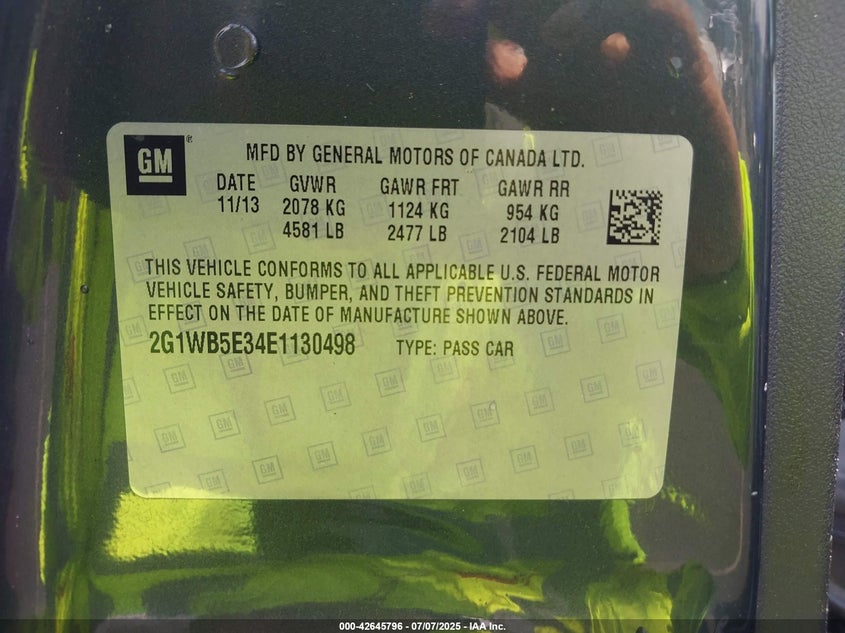 GM ®
MFD BY GENERAL MOTORS OF CANADA LTD.
DATE GVWR GAWR FRT GAWR RR
11/13 2078 KG 1124 KG 954 KG
4581 LB 2477 LB 2104 LB
THIS VEHICLE CONFORMS TO ALL APPLICABLE U.S. FEDERAL MOTOR
VEHICLE SAFETY, BUMPER, AND THEFT PREVENTION STANDARDS IN
EFFECT ON THE DATE OF MANUFACTURE SHOWN ABOVE.
2G1WB5E34E1130498 TYPE: PASS CAR
000-42645796 - 07/07/2025 - IAA Inc.